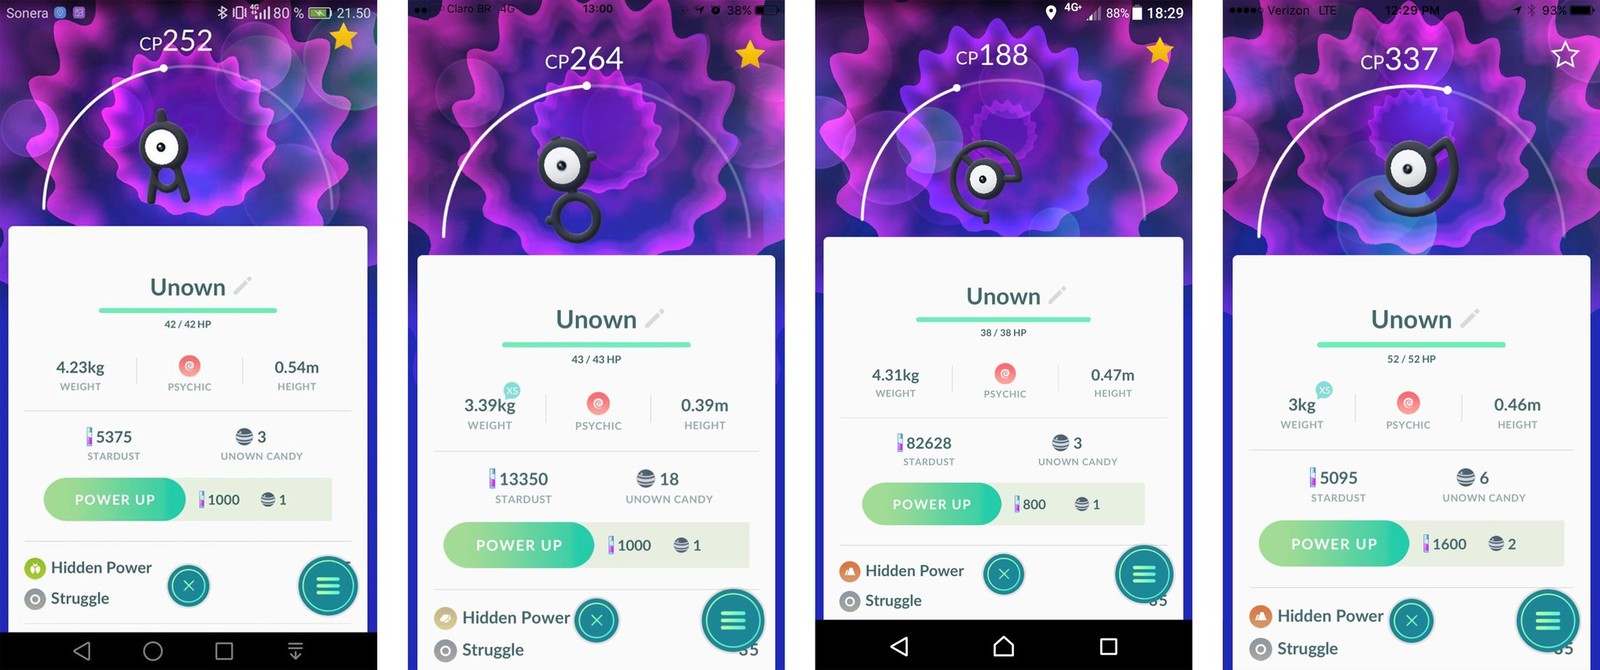 Sonera 4G 80 % 21.50
CP252
Unown
42 / 42 HP
4.23kg 0.54m
WEIGHT PSYCHIC HEIGHT
5375 3
STARDUST UNOWN CANDY
POWER UP 1000 1
Hidden Power
Struggle
Claro BR 4G 13:00 38%
CP264
Unown
43 / 43 HP
XS
3.39kg 0.39m
WEIGHT PSYCHIC HEIGHT
13350 18
STARDUST UNOWN CANDY
POWER UP 1000 1
Hidden Power
Struggle 35
4G+ 88% 18:29
CP188
Unown
38 / 38 HP
4.31kg 0.47m
WEIGHT PSYCHIC HEIGHT
82628 3
STARDUST UNOWN CANDY
POWER UP 800 1
Hidden Power
Struggle 35
Verizon LTE 12:29 PM 93%
CP337
Unown
52 / 52 HP
XS
3kg 0.46m
WEIGHT PSYCHIC HEIGHT
5095 6
STARDUST UNOWN CANDY
POWER UP 1600 2
Hidden Power
Struggle 35